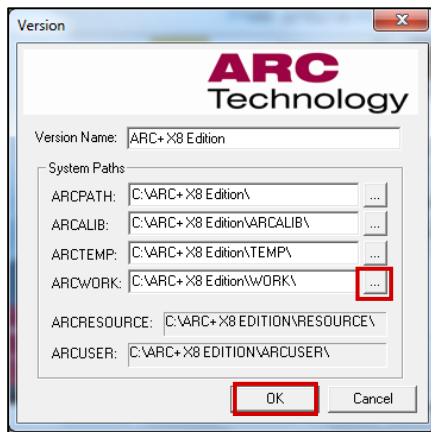 Version
ARC
Technology
Version Name: ARC+ X8 Edition
System Paths
ARCPATH: C:\ARC+ X8 Edition\ ...
ARCALIB: C:\ARC+ X8 Edition\ARCALIB\ ...
ARCTEMP: C:\ARC+ X8 Edition\TEMP\ ...
ARCWORK: C:\ARC+ X8 Edition\WORK\ ...
ARCRESOURCE: C:\ARC+ X8 EDITION\RESOURCE\
ARCUSER: C:\ARC+ X8 EDITION\ARCUSER\
OK Cancel